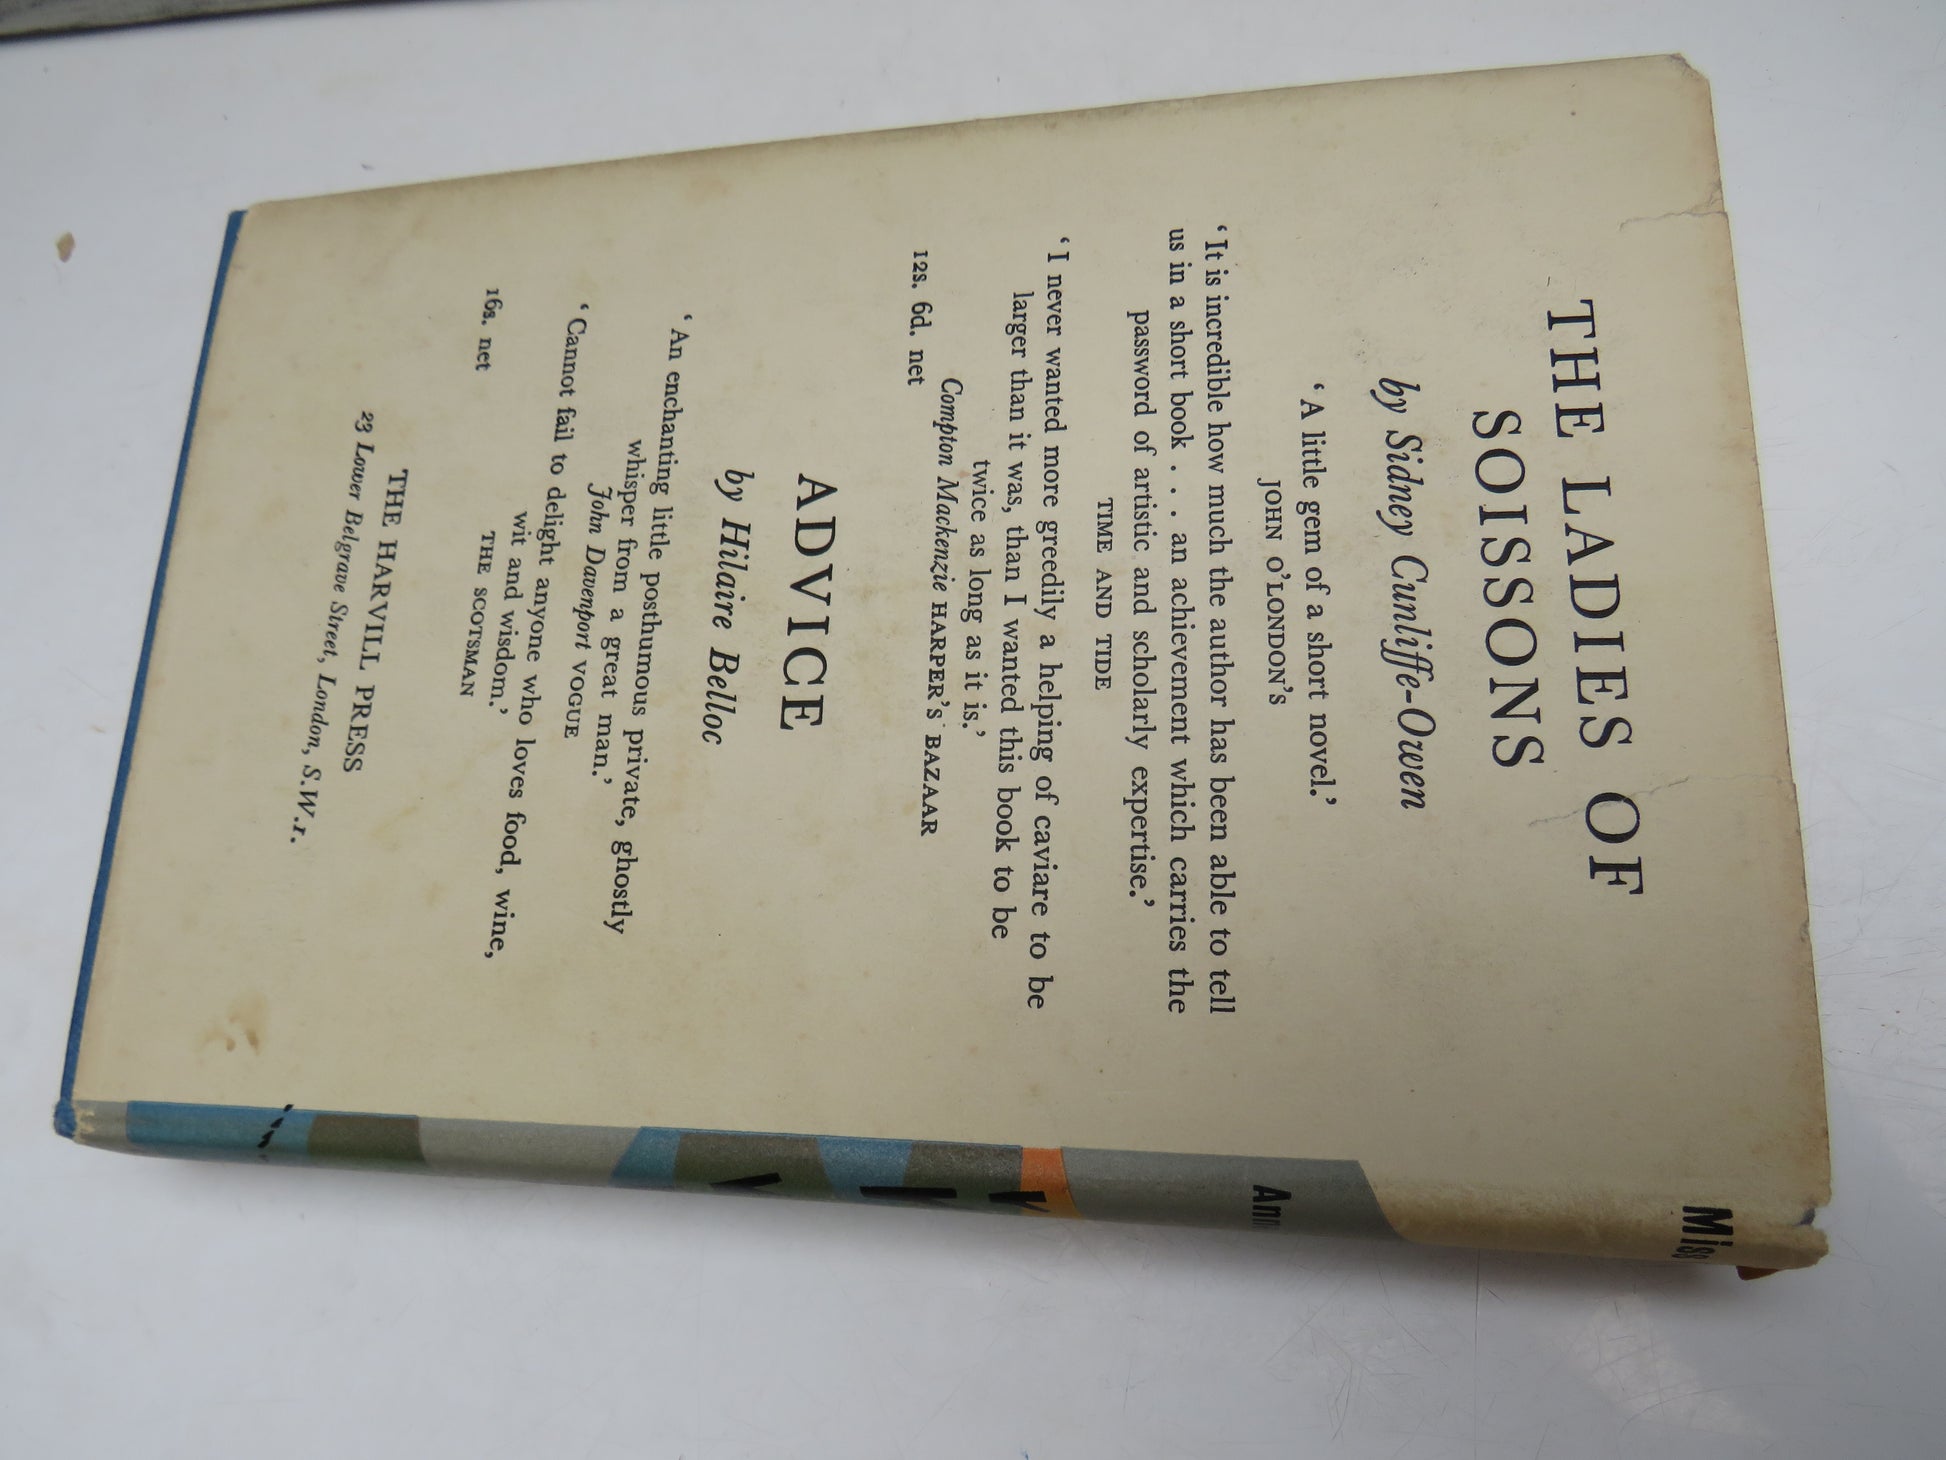 THE LADIES OF
SOISSONS
by Sidney Cunliffe-Owen
‘A little gem of a short novel.’
JOHN O’LONDON’S
‘It is incredible how much the author has been able to tell
us in a short book . . . an achievement which carries the
password of artistic and scholarly expertise.’
TIME AND TIDE
‘I never wanted more greedily a helping of caviare to be
larger than it was, than I wanted this book to be
twice as long as it is.’
Compton Mackenzie HARPER’S BAZAAR
12s. 6d. net
ADVICE
by Hilaire Belloc
‘An enchanting little posthumous private, ghostly
whisper from a great man.’
John Davenport VOGUE
‘Cannot fail to delight anyone who loves food, wine,
wit and wisdom.’
THE SCOTSMAN
16s. net
THE HARVILL PRESS
23 Lower Belgrave Street, London, S.W.1.
Miss